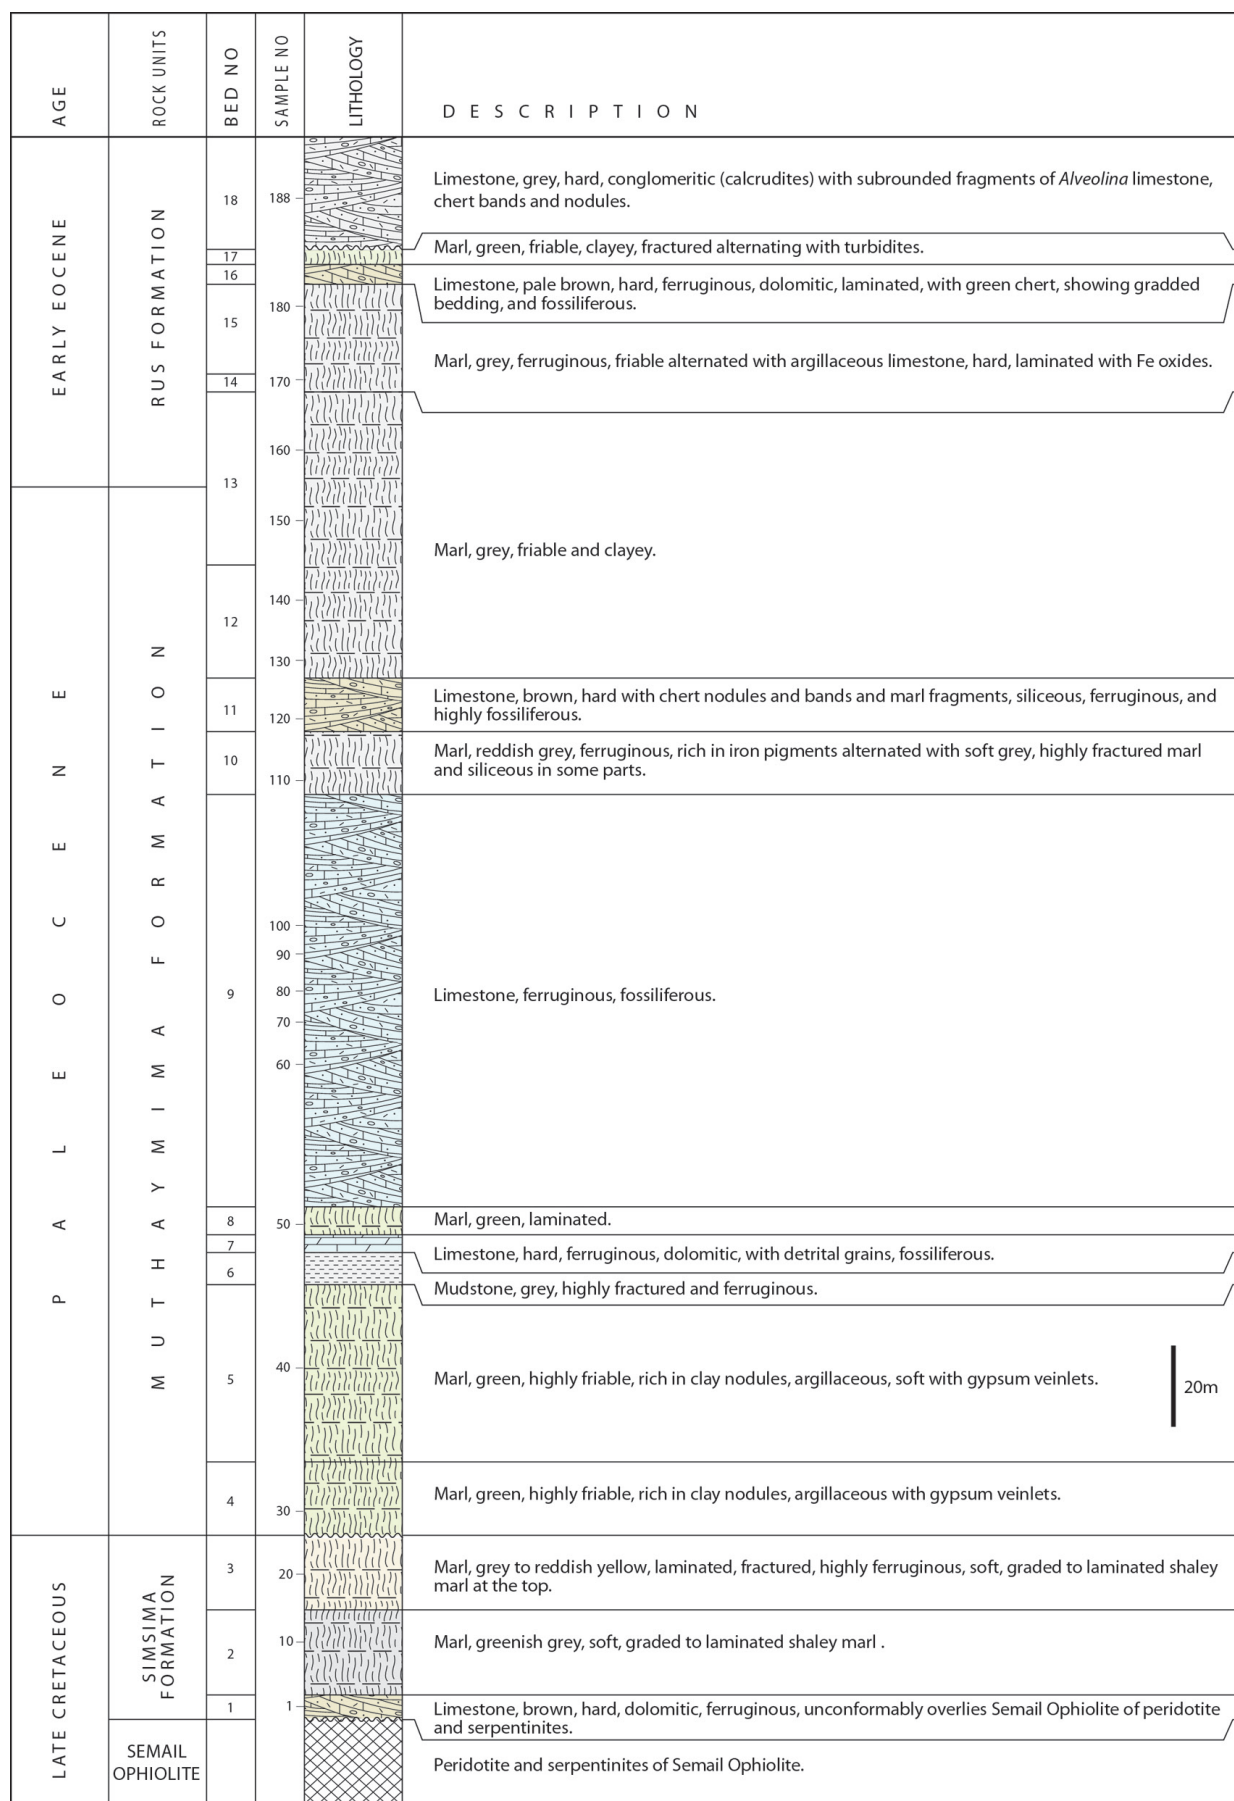 AGE
ROCK UNITS
BED NO
SAMPLE NO
LITHOLOGY
DESCRIPTION
EARLY EOCENE
PALEOCENE
LATE CRETACEOUS
RUS FORMATION
MUTHAYMIMA FORMATION
SIMSIMA
FORMATION
SEMAIL
OPHIOLITE
18
17
16
15
14
13
12
11
10
9
8
7
6
5
4
3
2
1
188
180
170
160
150
140
130
120
110
100
90
80
70
60
50
40
30
20
10
1
Limestone, grey, hard, conglomeritic (calcrudites) with subrounded fragments of Alveolina limestone,
chert bands and nodules.
Marl, green, friable, clayey, fractured alternating with turbidites.
Limestone, pale brown, hard, ferruginous, dolomitic, laminated, with green chert, showing gradded
bedding, and fossiliferous.
Marl, grey, ferruginous, friable alternated with argillaceous limestone, hard, laminated with Fe oxides.
Marl, grey, friable and clayey.
Limestone, brown, hard with chert nodules and bands and marl fragments, siliceous, ferruginous, and
highly fossiliferous.
Marl, reddish grey, ferruginous, rich in iron pigments alternated with soft grey, highly fractured marl
and siliceous in some parts.
Limestone, ferruginous, fossiliferous.
Marl, green, laminated.
Limestone, hard, ferruginous, dolomitic, with detrital grains, fossiliferous.
Mudstone, grey, highly fractured and ferruginous.
Marl, green, highly friable, rich in clay nodules, argillaceous, soft with gypsum veinlets.
20m
Marl, green, highly friable, rich in clay nodules, argillaceous with gypsum veinlets.
Marl, grey to reddish yellow, laminated, fractured, highly ferruginous, soft, graded to laminated shaley
marl at the top.
Marl, greenish grey, soft, graded to laminated shaley marl .
Limestone, brown, hard, dolomitic, ferruginous, unconformably overlies Semail Ophiolite of peridotite
and serpentinites.
Peridotite and serpentinites of Semail Ophiolite.